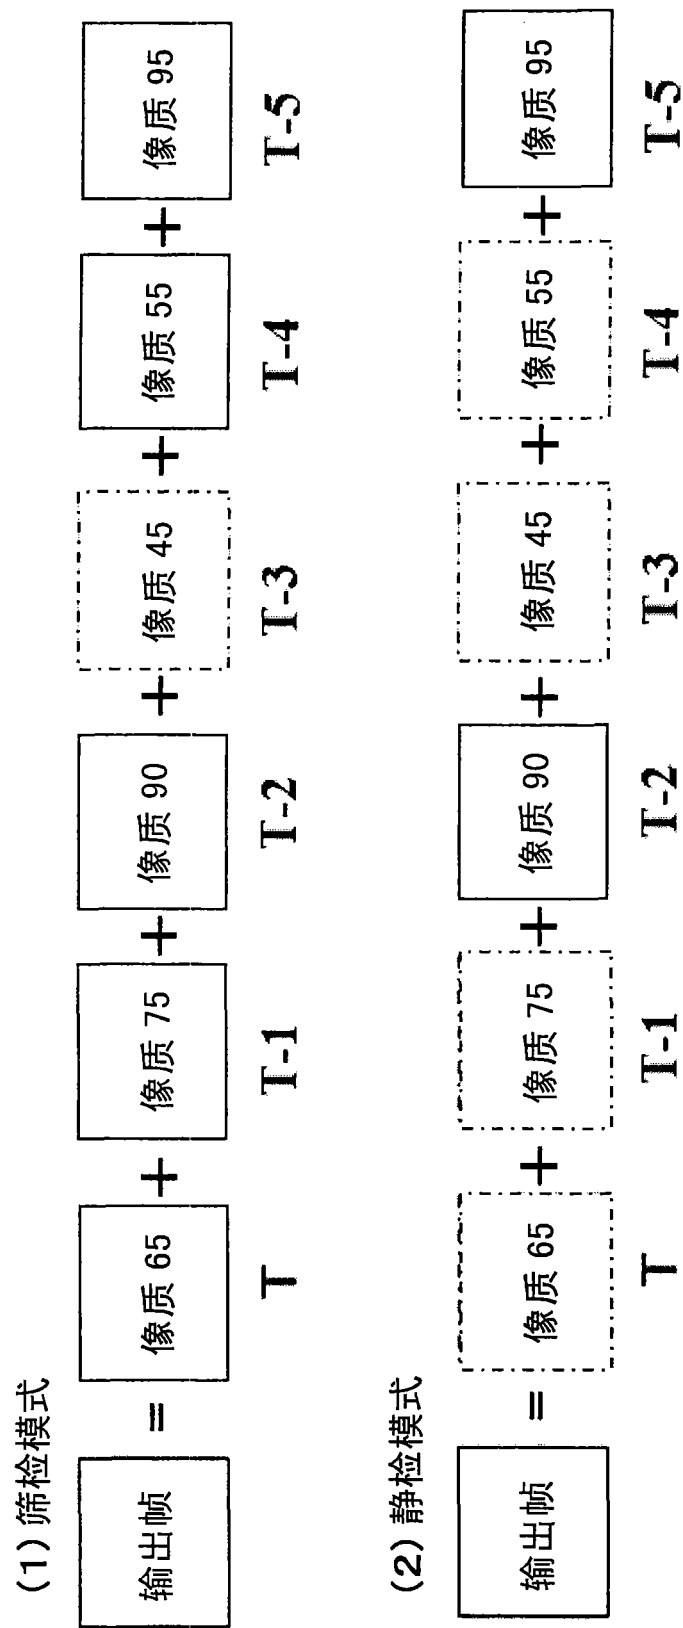 (1) 筛检模式
输出帧 = 像质 65 + 像质 75 + 像质 90 + 像质 45 + 像质 55 + 像质 95
T T-1 T-2 T-3 T-4 T-5
(2) 静检模式
输出帧 = 像质 65 + 像质 75 + 像质 90 + 像质 45 + 像质 55 + 像质 95
T T-1 T-2 T-3 T-4 T-5